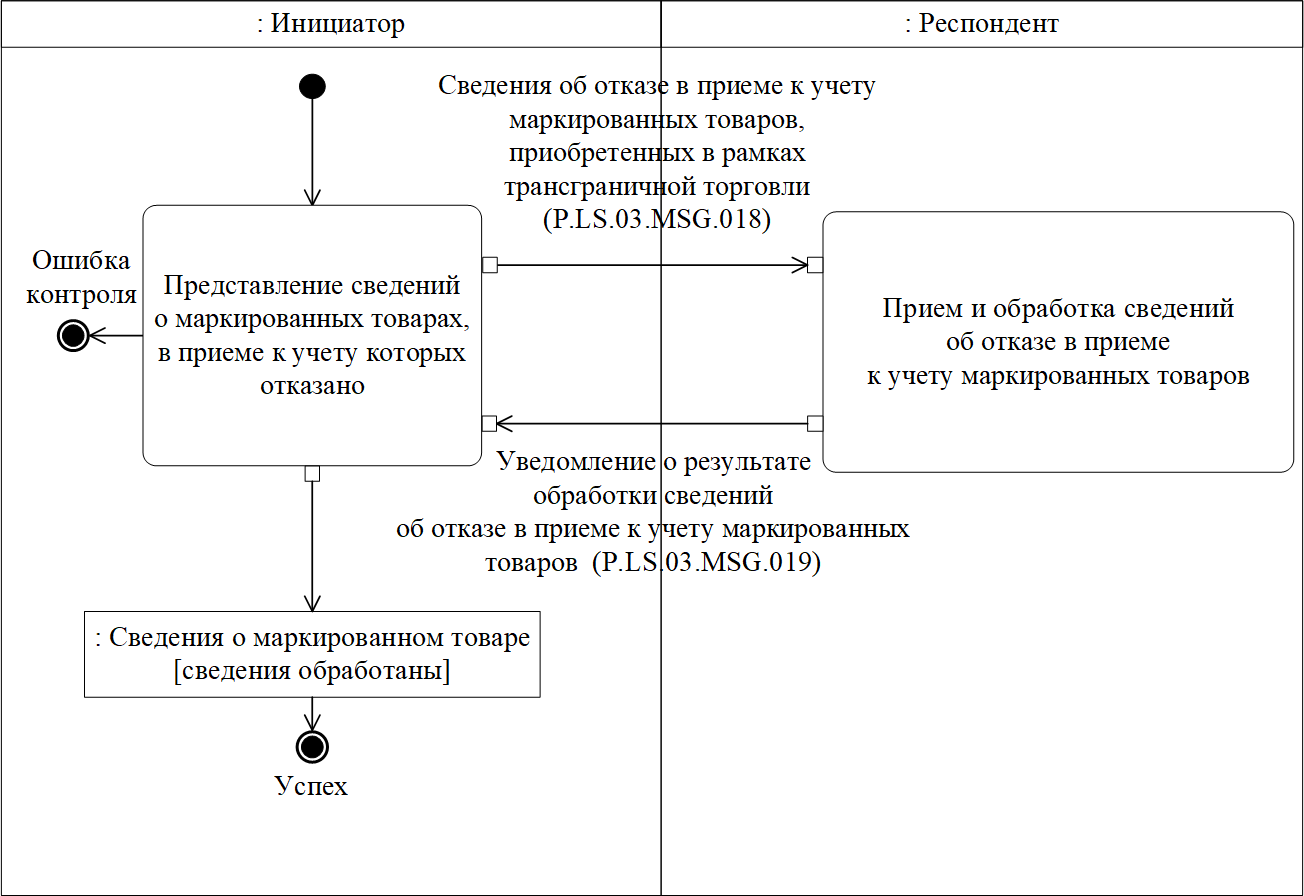 : Инициатор
: Респондент
Сведения об отказе в приеме к учету
маркированных товаров,
приобретенных в рамках
трансграничной торговли
(P.LS.03.MSG.018)
Ошибка
контроля
Представление сведений
о маркированных товарах,
в приеме к учету которых
отказано
Прием и обработка сведений
об отказе в приеме
к учету маркированных товаров
Уведомление о результате
обработки сведений
об отказе в приеме к учету маркированных
товаров (P.LS.03.MSG.019)
: Сведения о маркированном товаре
[сведения обработаны]
Успех